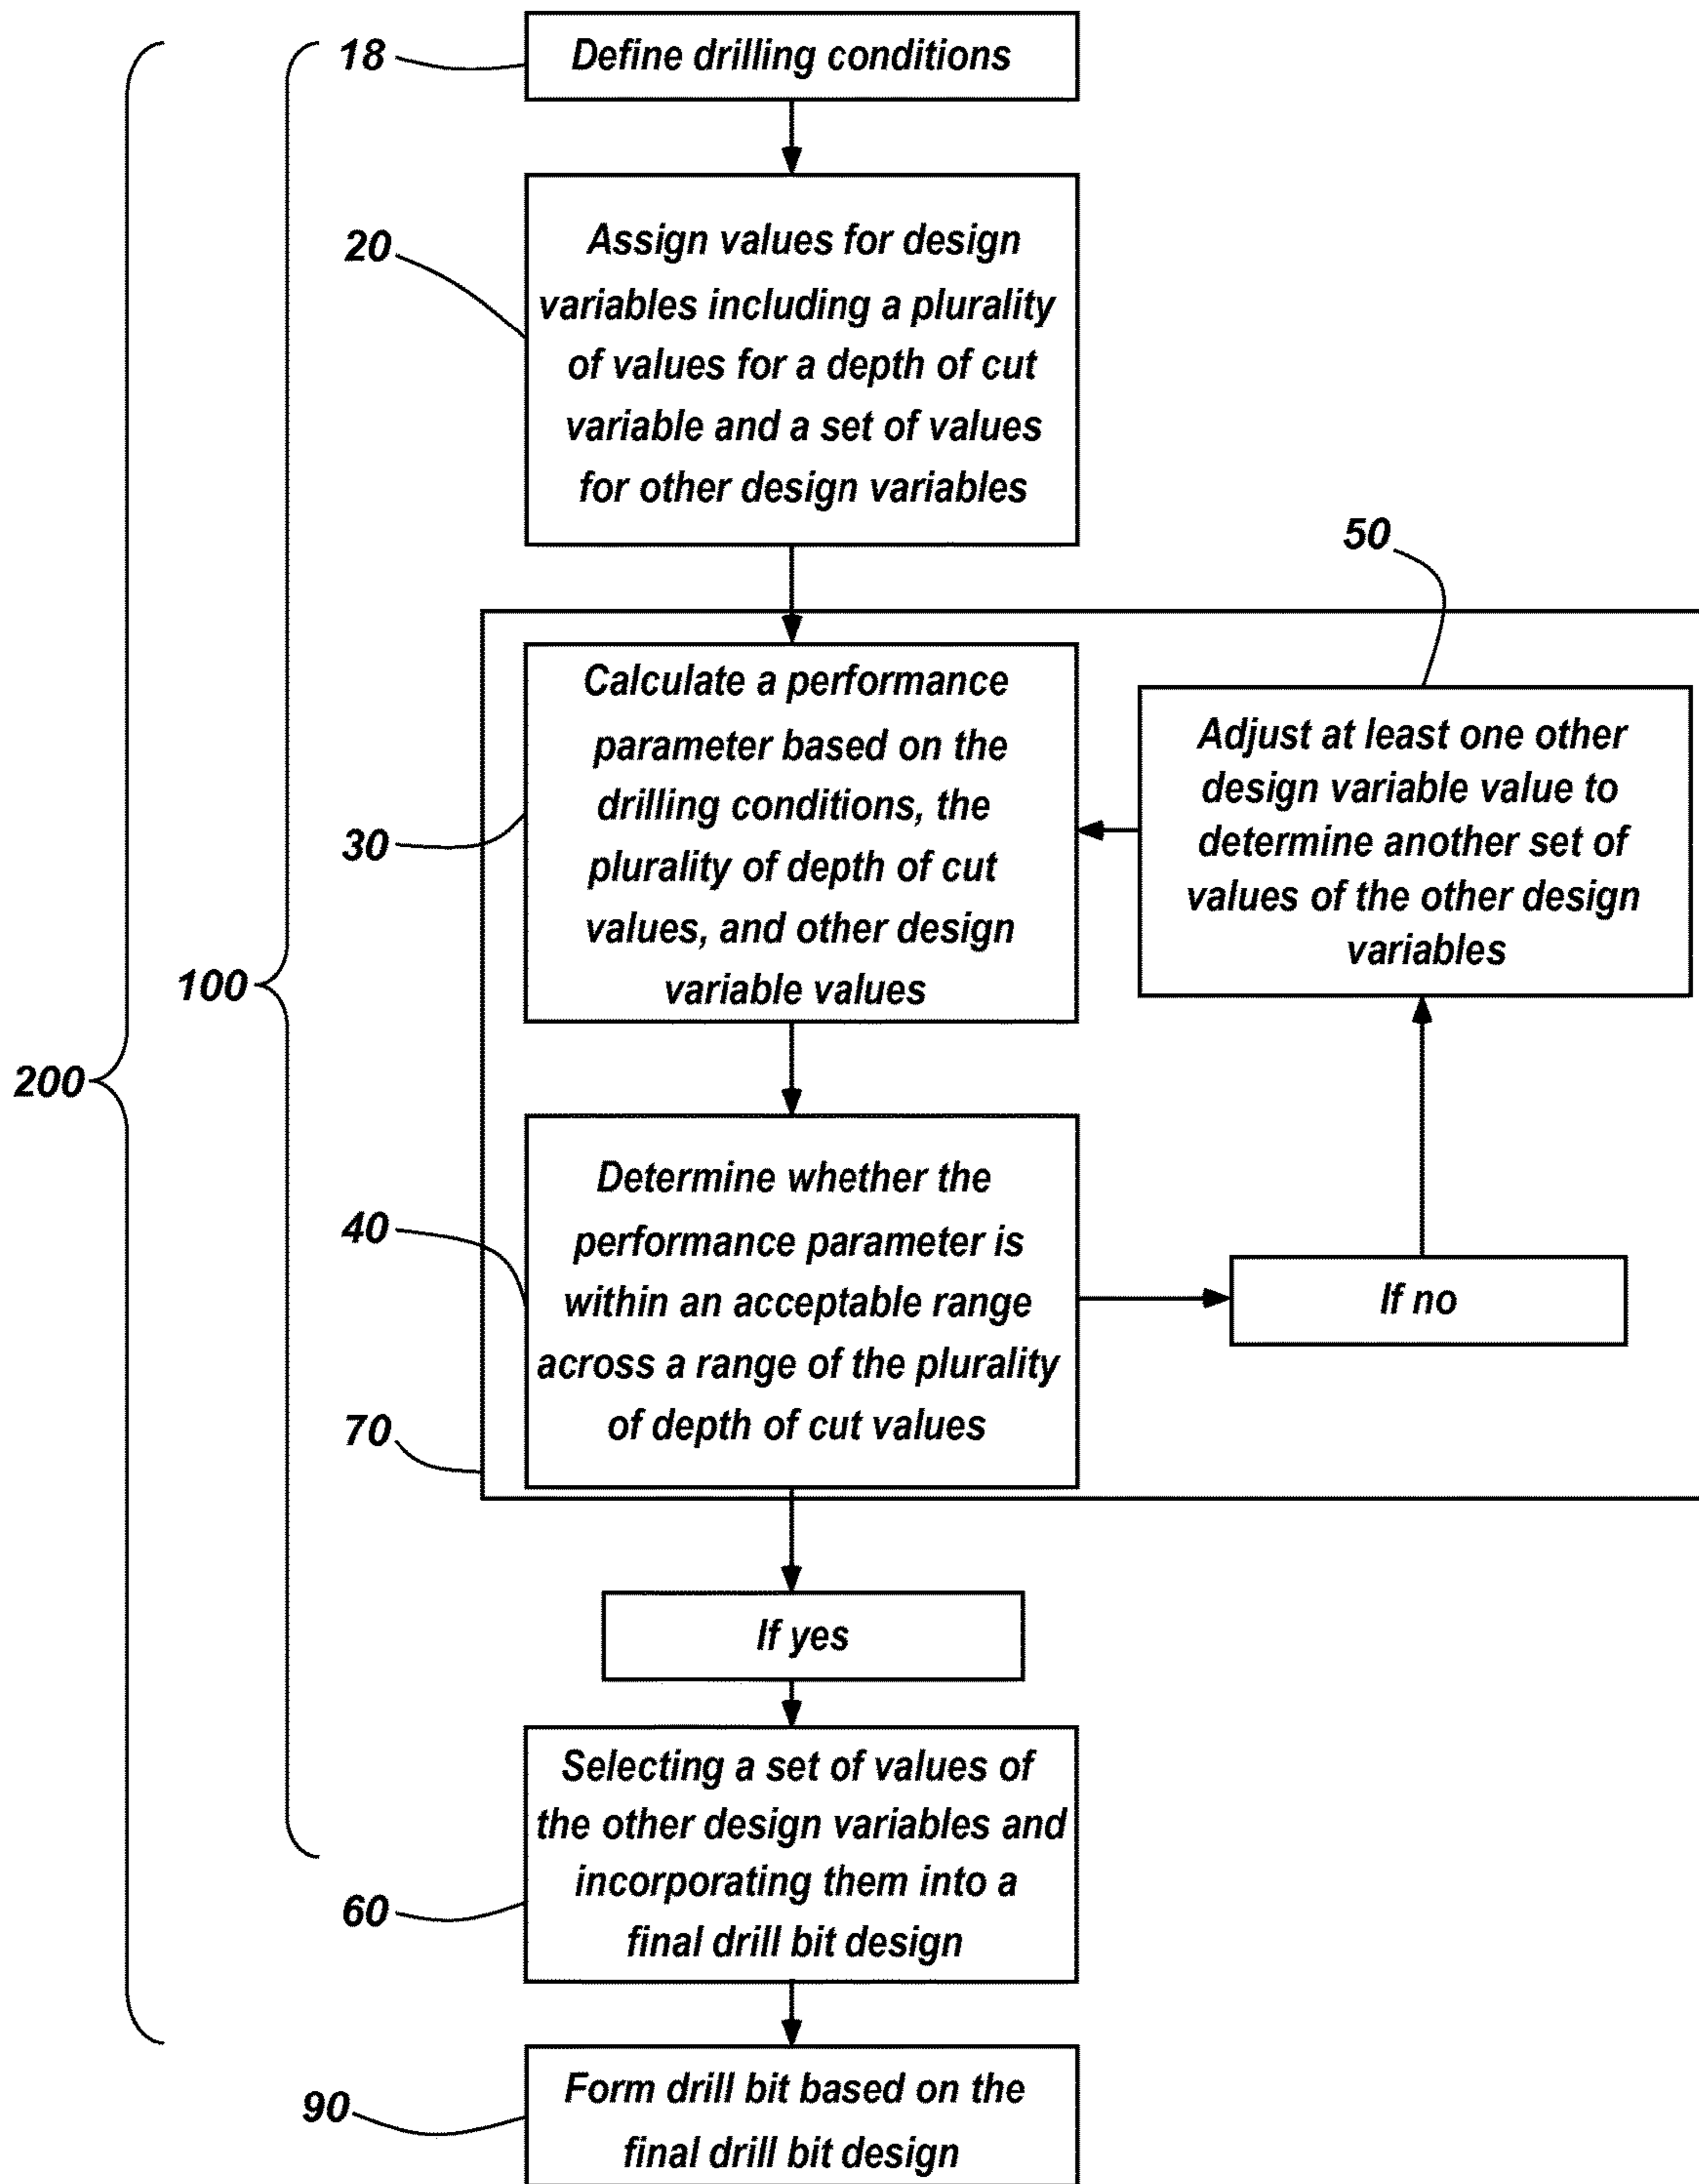 18
Define drilling conditions
20
Assign values for design
variables including a plurality
of values for a depth of cut
variable and a set of values
for other design variables
50
30
Calculate a performance
parameter based on the
drilling conditions, the
plurality of depth of cut
values, and other design
variable values
Adjust at least one other
design variable value to
determine another set of
values of the other design
variables
100
200
40
Determine whether the
performance parameter is
within an acceptable range
across a range of the plurality
of depth of cut values
If no
70
If yes
60
Selecting a set of values of
the other design variables and
incorporating them into a
final drill bit design
90
Form drill bit based on the
final drill bit design